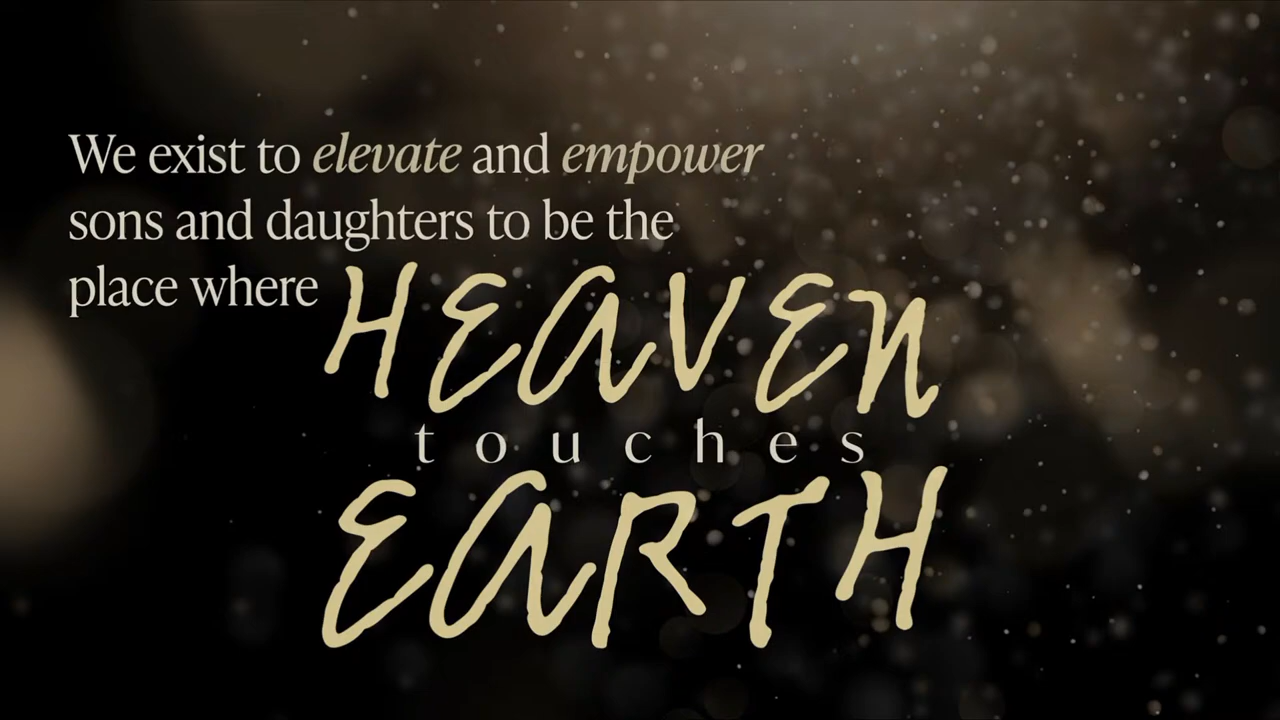 We exist to elevate and empower
sons and daughters to be the
place where HEAVEN
touches
EARTH